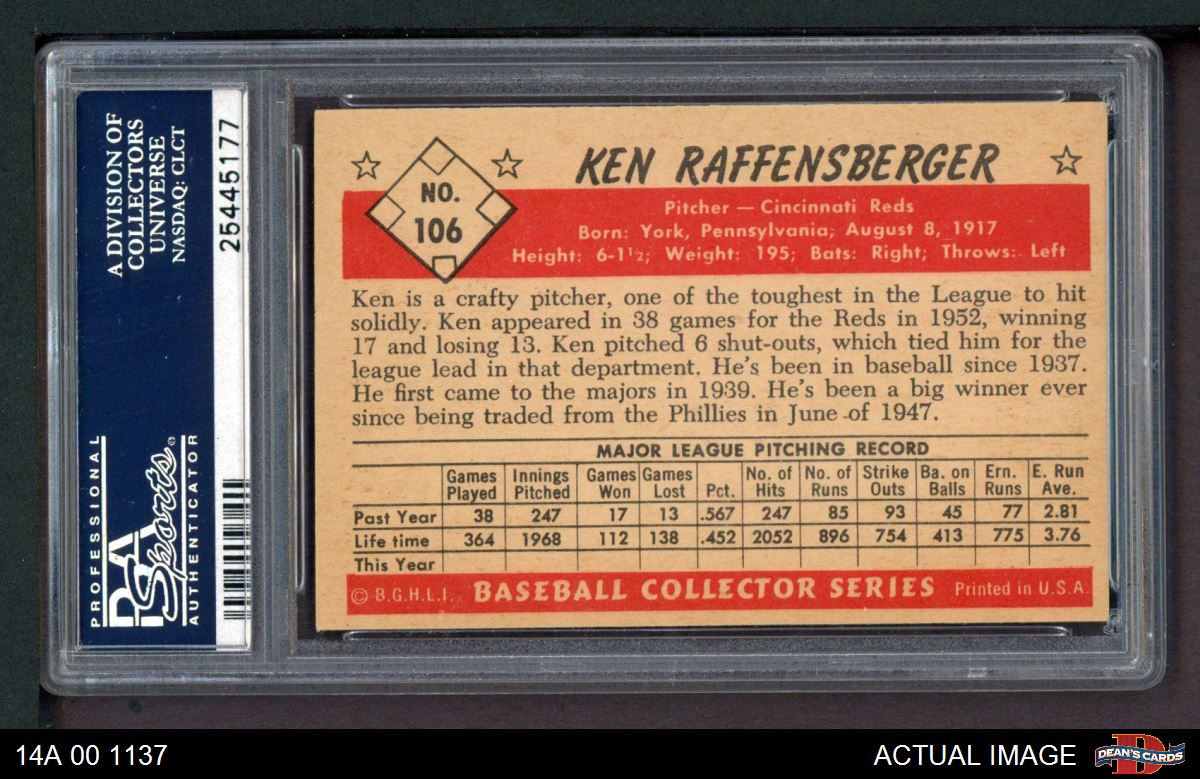 A DIVISION OF
COLLECTORS
UNIVERSE
NASDAQ: CLCT
25445177
PROFESSIONAL
PSA
Sports®
AUTHENTICATOR
NO.
106
KEN RAFFENSBERGER
Pitcher — Cincinnati Reds
Born: York, Pennsylvania; August 8, 1917
Height: 6-1½; Weight: 195; Bats: Right; Throws: Left
Ken is a crafty pitcher, one of the toughest in the League to hit
solidly. Ken appeared in 38 games for the Reds in 1952, winning
17 and losing 13. Ken pitched 6 shut-outs, which tied him for the
league lead in that department. He's been in baseball since 1937.
He first came to the majors in 1939. He's been a big winner ever
since being traded from the Phillies in June of 1947.
MAJOR LEAGUE PITCHING RECORD
Games Innings Games Games No. of No. of Strike Ba. on Ern. E. Run
Played Pitched Won Lost Pct. Hits Runs Outs Balls Runs Ave.
Past Year 38 247 17 13 .567 247 85 93 45 77 2.81
Life time 364 1968 112 138 .452 2052 896 754 413 775 3.76
This Year
© B.G.H.L.I. BASEBALL COLLECTOR SERIES Printed in U.S.A.
14A 00 1137
ACTUAL IMAGE
DEAN'S CARDS